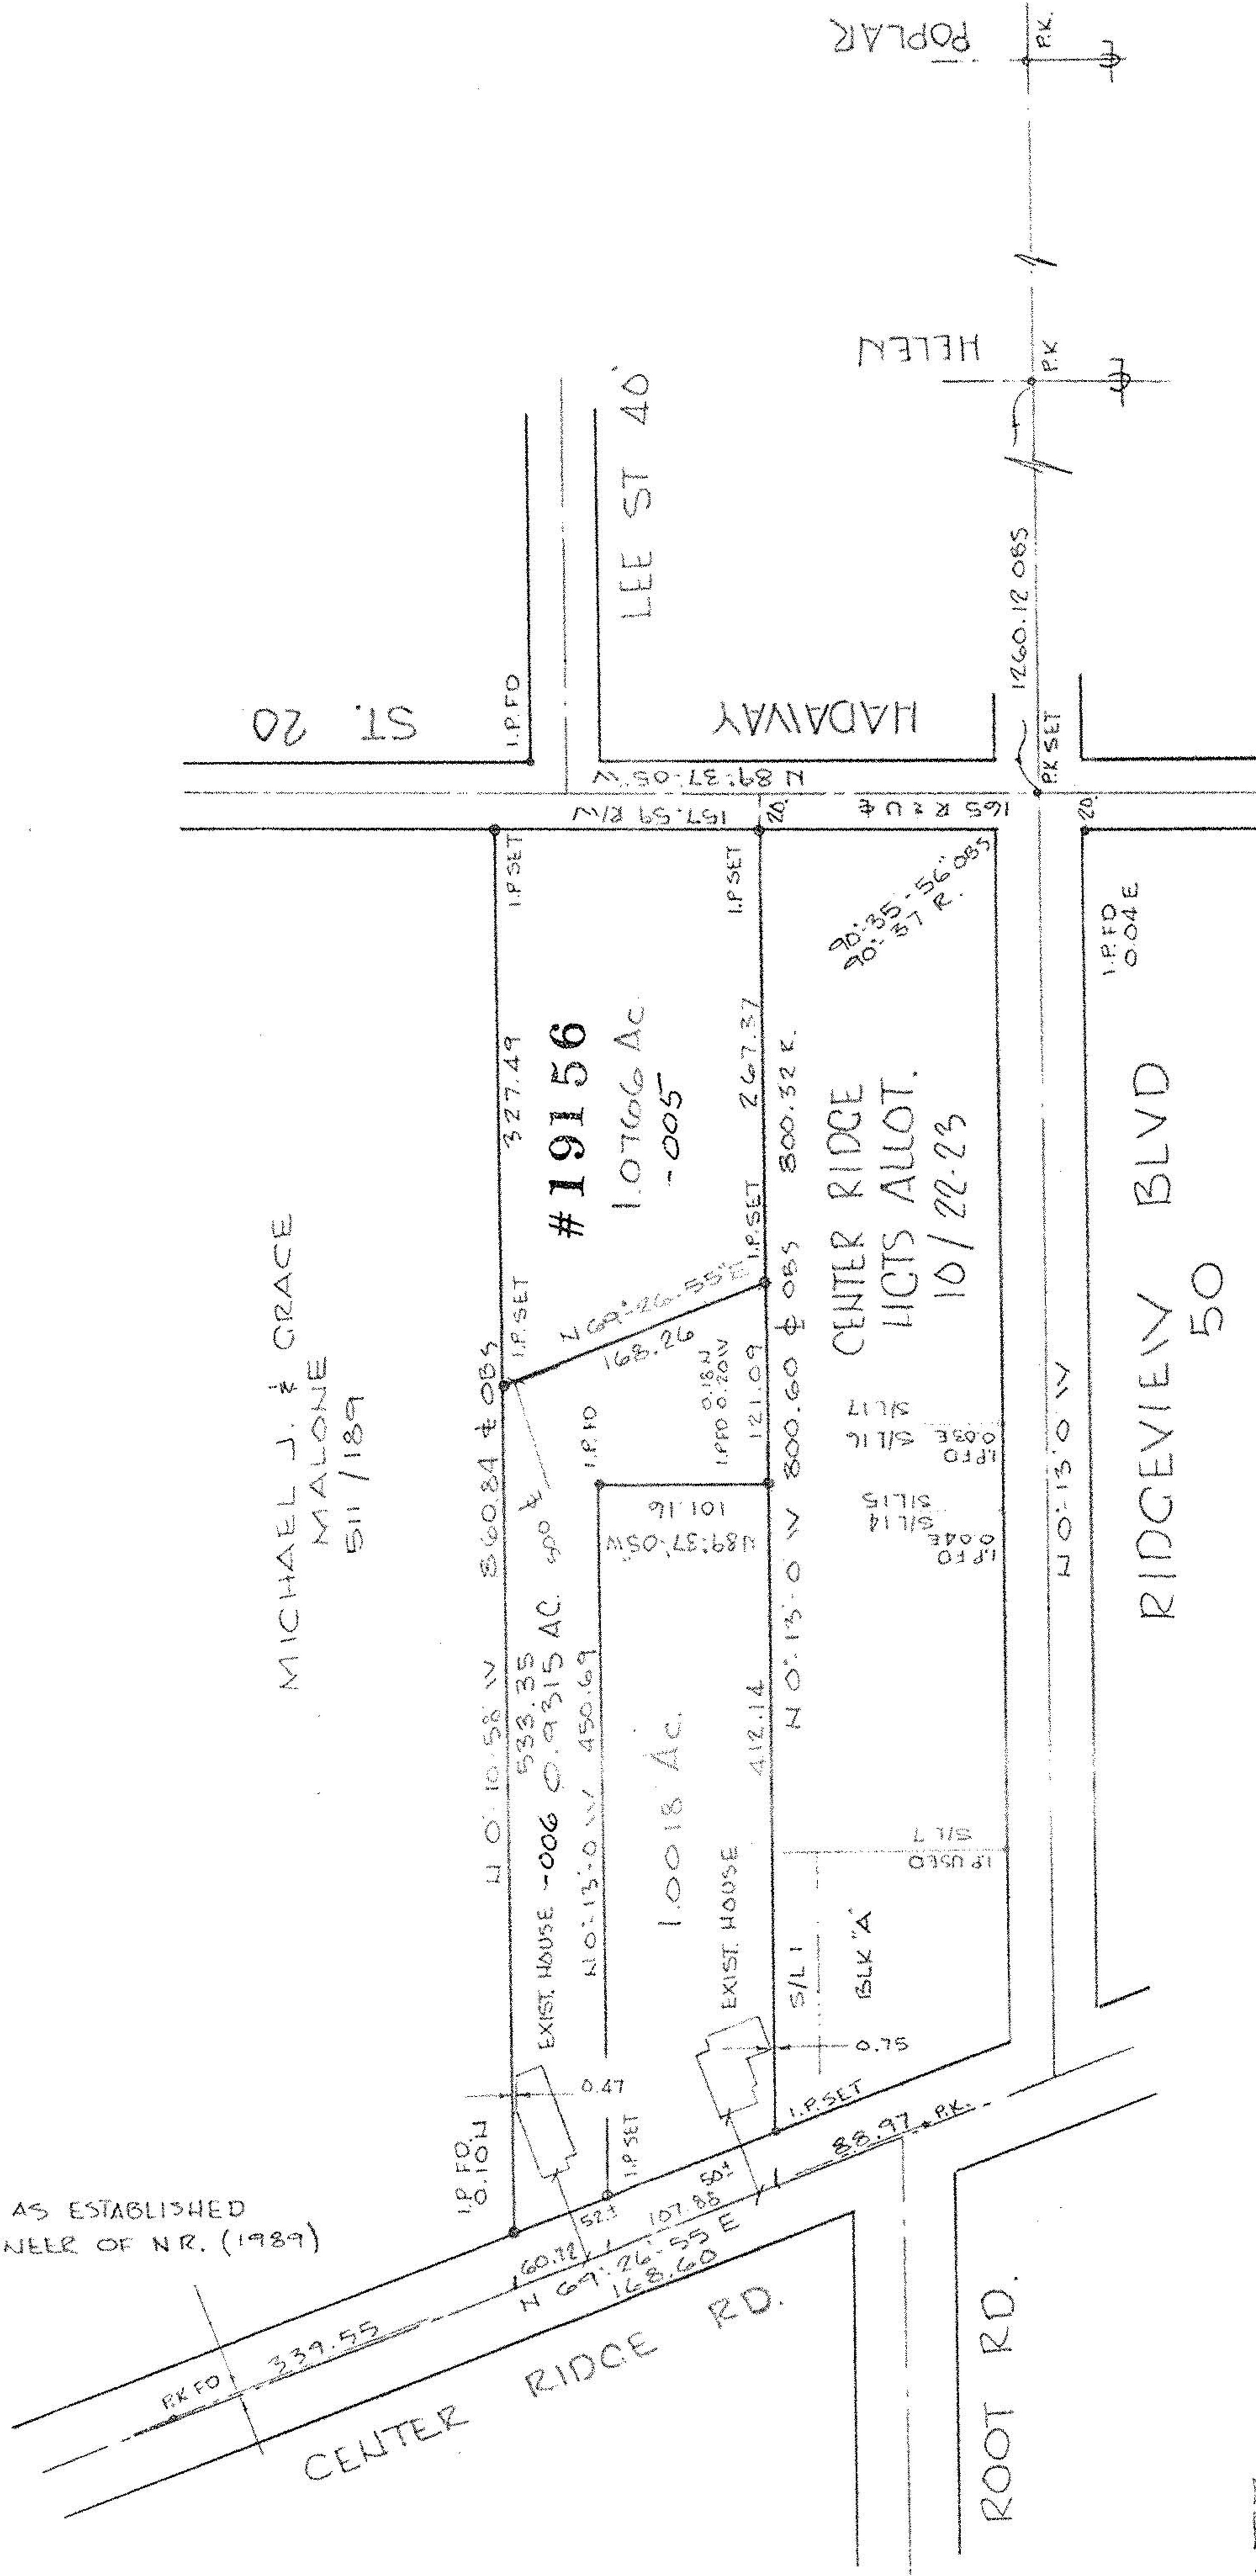 POPLAR
P.K.
HELEN
P.K
LEE ST 40'
1260.12 OBS
ST. 20
HADAWAY
I.P. FD
N 89°-37'-05" W
P.K SET
157.59 R/W
20.
165 R & U ℄
20.
I.P. SET
I.P. SET
90°-35'-56" OBS
90°-37 R.
I.P. FD
0.04 E
MICHAEL J. & GRACE
MALONE
511 / 189
327.49
#19156
1.0766 Ac.
-005
267.37
I.P. SET
I.P. SET
N 69°-26'-55" E
168.26
N 0°-10'-58" W 860.84 ℄ OBS
533.35
EXIST. HOUSE -006 0.9315 AC.
500 ℄
N 0°-13'-0 W 450.69
I.P. FD
I.P.FD 0.18 N
0.20 W
121.09
N 89°-37'-05 W
101.16
1.0018 Ac.
EXIST. HOUSE
412.14
N 0°-13'-0 W 800.60 ℄ OBS 800.32 R.
CENTER RIDGE
HGTS ALLOT.
10 / 22-23
S/L 17
S/L 16
I.P.FD
0.03E
S/L 15
S/L 14
I.P.FD
0.04E
S/L 7
I.P. USED
S/L 1
BLK "A"
0.75
0.47
I.P. FD.
0.10 N
I.P. SET
I.P. SET
N 0°-13'-0 W
RIDGEVIEW BLVD
50
AS ESTABLISHED
NEER OF N.R. (1989)
P.K FD.
339.55
60.72
52±
107.88
50±
88.97
P.K.
N 69°-26'-55 E
168.60
CENTER RIDGE RD.
ROOT RD.